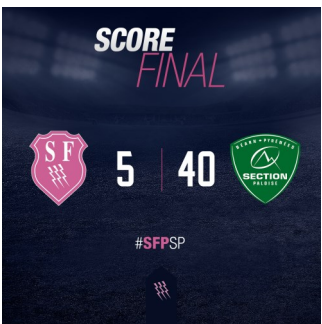 SCORE
FINAL
SF
5
40
BÉARN • PYRÉNÉES
SECTION
PALOISE
#SFPSP